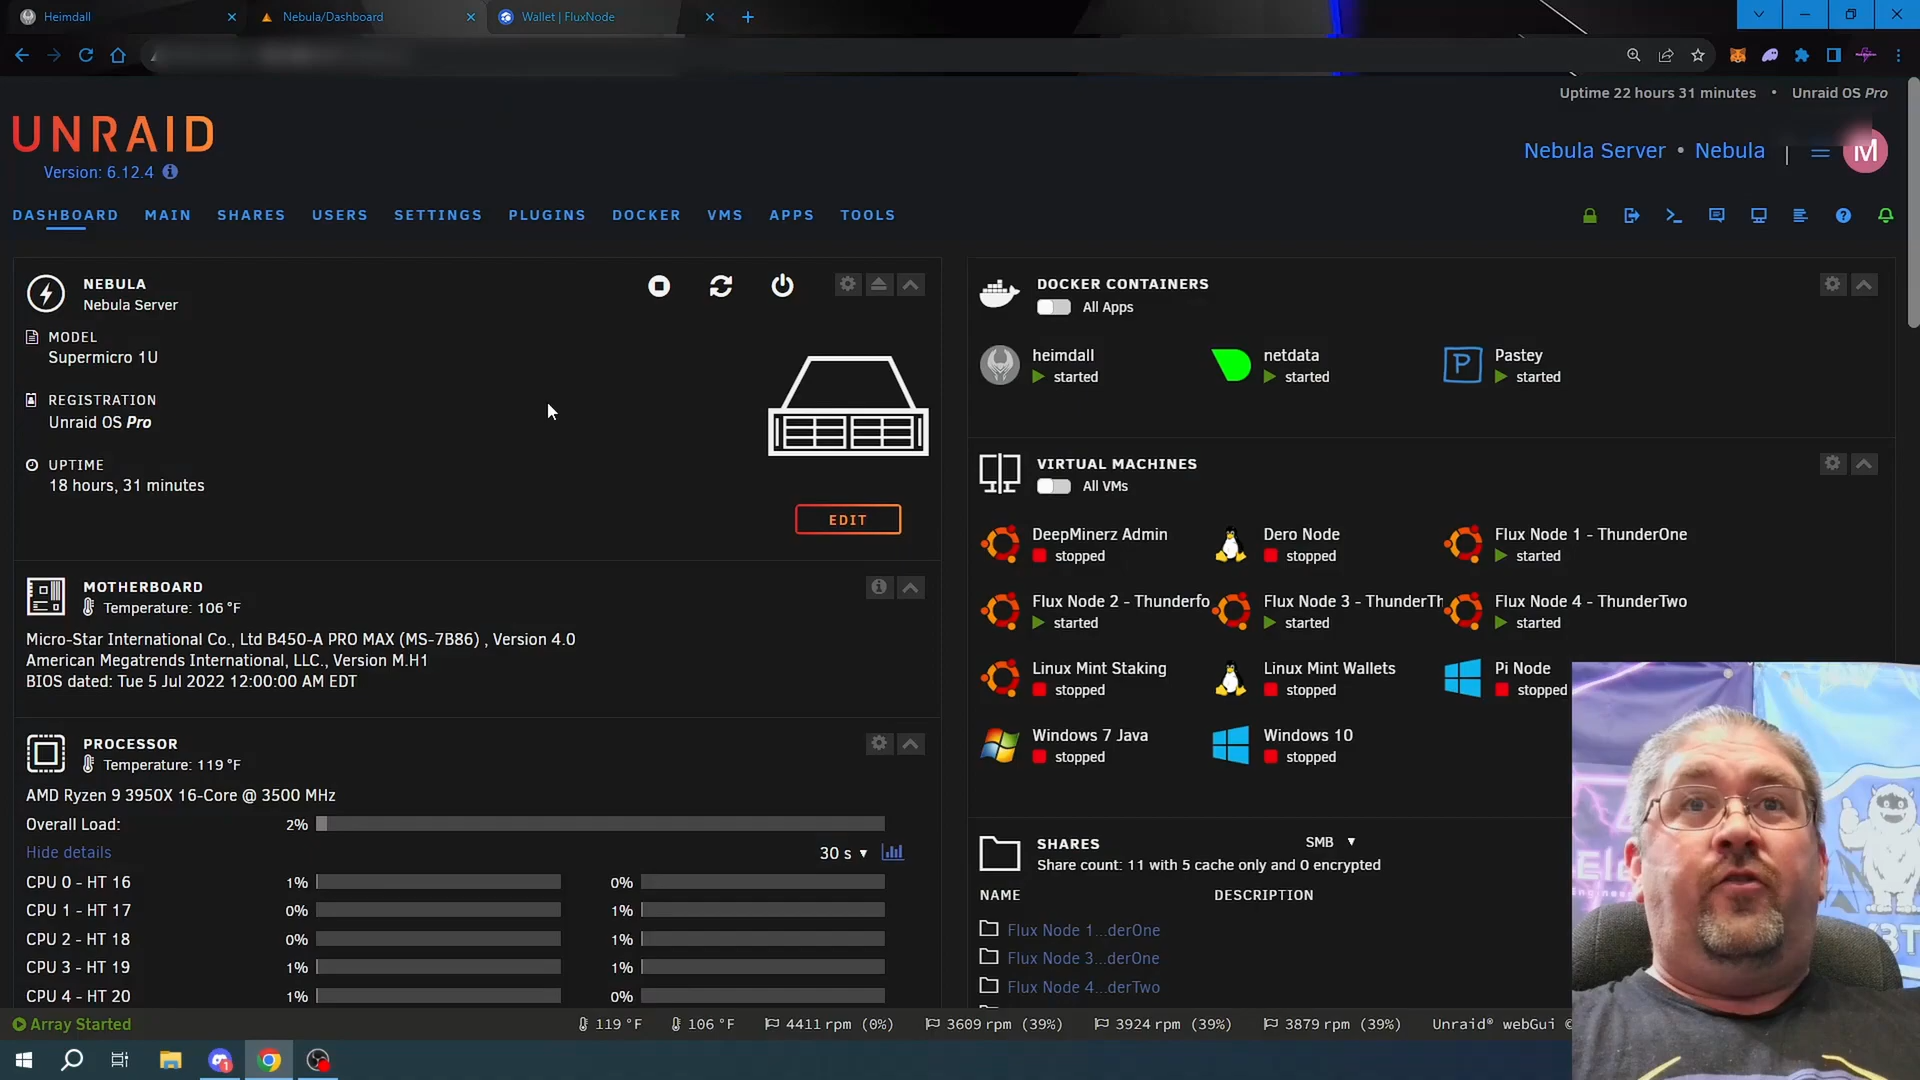 Heimdall
Nebula/Dashboard
Wallet | FluxNode
Uptime 22 hours 31 minutes • Unraid OS Pro
UNRAID
Version: 6.12.4
Nebula Server • Nebula
M
DASHBOARD MAIN SHARES USERS SETTINGS PLUGINS DOCKER VMS APPS TOOLS
NEBULA
Nebula Server
MODEL
Supermicro 1U
REGISTRATION
Unraid OS Pro
UPTIME
18 hours, 31 minutes
EDIT
MOTHERBOARD
Temperature: 106 °F
Micro-Star International Co., Ltd B450-A PRO MAX (MS-7B86) , Version 4.0
American Megatrends International, LLC., Version M.H1
BIOS dated: Tue 5 Jul 2022 12:00:00 AM EDT
PROCESSOR
Temperature: 119 °F
AMD Ryzen 9 3950X 16-Core @ 3500 MHz
Overall Load: 2%
Hide details 30 s
CPU 0 - HT 16 1% 0%
CPU 1 - HT 17 0% 1%
CPU 2 - HT 18 0% 1%
CPU 3 - HT 19 1% 1%
CPU 4 - HT 20 1% 0%
DOCKER CONTAINERS
All Apps
heimdall
started
netdata
started
P
Pastey
started
VIRTUAL MACHINES
All VMs
DeepMinerz Admin
stopped
Dero Node
stopped
Flux Node 1 - ThunderOne
started
Flux Node 2 - Thunderfo
started
Flux Node 3 - ThunderTh
started
Flux Node 4 - ThunderTwo
started
Linux Mint Staking
stopped
Linux Mint Wallets
stopped
Pi Node
stopped
Windows 7 Java
stopped
Windows 10
stopped
SHARES SMB
Share count: 11 with 5 cache only and 0 encrypted
NAME DESCRIPTION
Flux Node 1...derOne
Flux Node 3...derOne
Flux Node 4...derTwo
Array Started 119 °F 106 °F 4411 rpm (0%) 3609 rpm (39%) 3924 rpm (39%) 3879 rpm (39%) Unraid® webGui ©